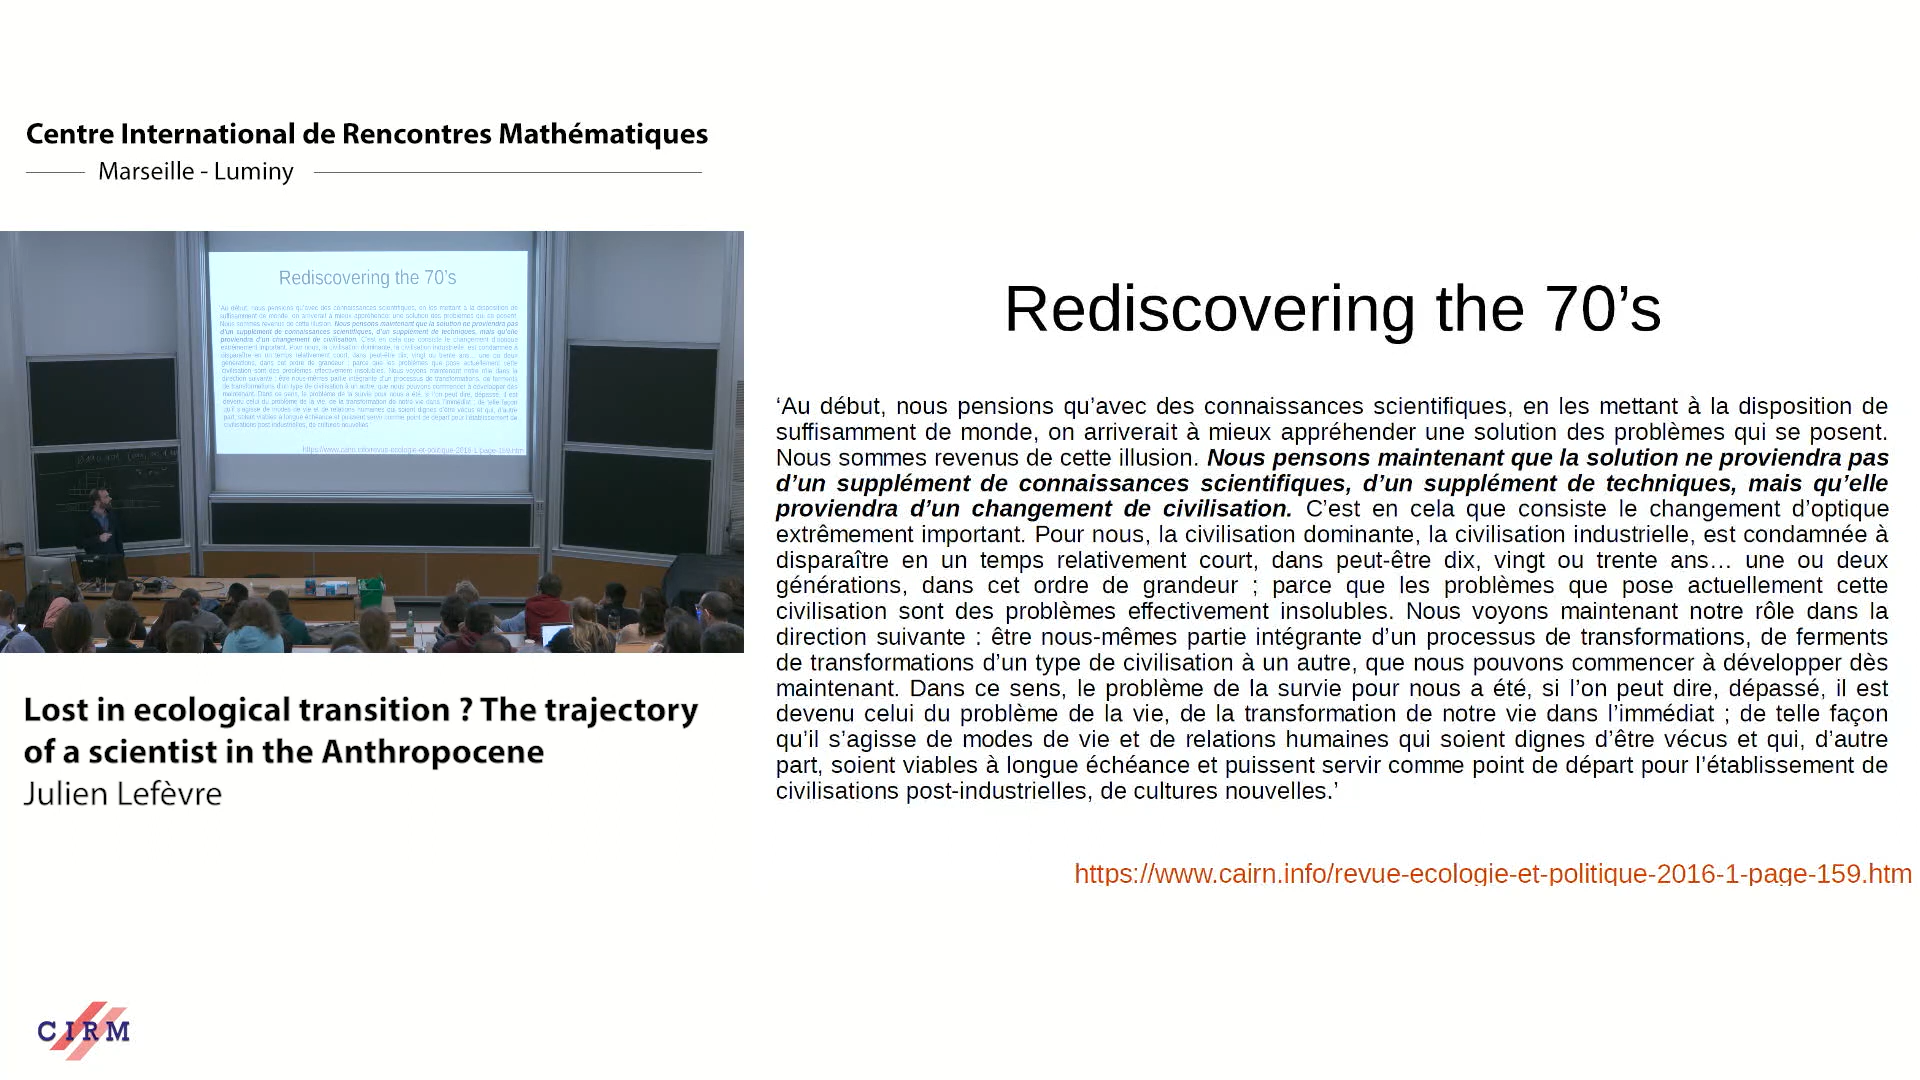 Centre International de Rencontres Mathématiques
Marseille - Luminy
Rediscovering the 70's
Lost in ecological transition ? The trajectory
of a scientist in the Anthropocene
Julien Lefèvre
CIRM
Rediscovering the 70’s
‘Au début, nous pensions qu’avec des connaissances scientifiques, en les mettant à la disposition de
suffisamment de monde, on arriverait à mieux appréhender une solution des problèmes qui se posent.
Nous sommes revenus de cette illusion. Nous pensons maintenant que la solution ne proviendra pas
d’un supplément de connaissances scientifiques, d’un supplément de techniques, mais qu’elle
proviendra d’un changement de civilisation. C’est en cela que consiste le changement d’optique
extrêmement important. Pour nous, la civilisation dominante, la civilisation industrielle, est condamnée à
disparaître en un temps relativement court, dans peut-être dix, vingt ou trente ans… une ou deux
générations, dans cet ordre de grandeur ; parce que les problèmes que pose actuellement cette
civilisation sont des problèmes effectivement insolubles. Nous voyons maintenant notre rôle dans la
direction suivante : être nous-mêmes partie intégrante d’un processus de transformations, de ferments
de transformations d’un type de civilisation à un autre, que nous pouvons commencer à développer dès
maintenant. Dans ce sens, le problème de la survie pour nous a été, si l’on peut dire, dépassé, il est
devenu celui du problème de la vie, de la transformation de notre vie dans l’immédiat ; de telle façon
qu’il s’agisse de modes de vie et de relations humaines qui soient dignes d’être vécus et qui, d’autre
part, soient viables à longue échéance et puissent servir comme point de départ pour l’établissement de
civilisations post-industrielles, de cultures nouvelles.’
https://www.cairn.info/revue-ecologie-et-politique-2016-1-page-159.htm